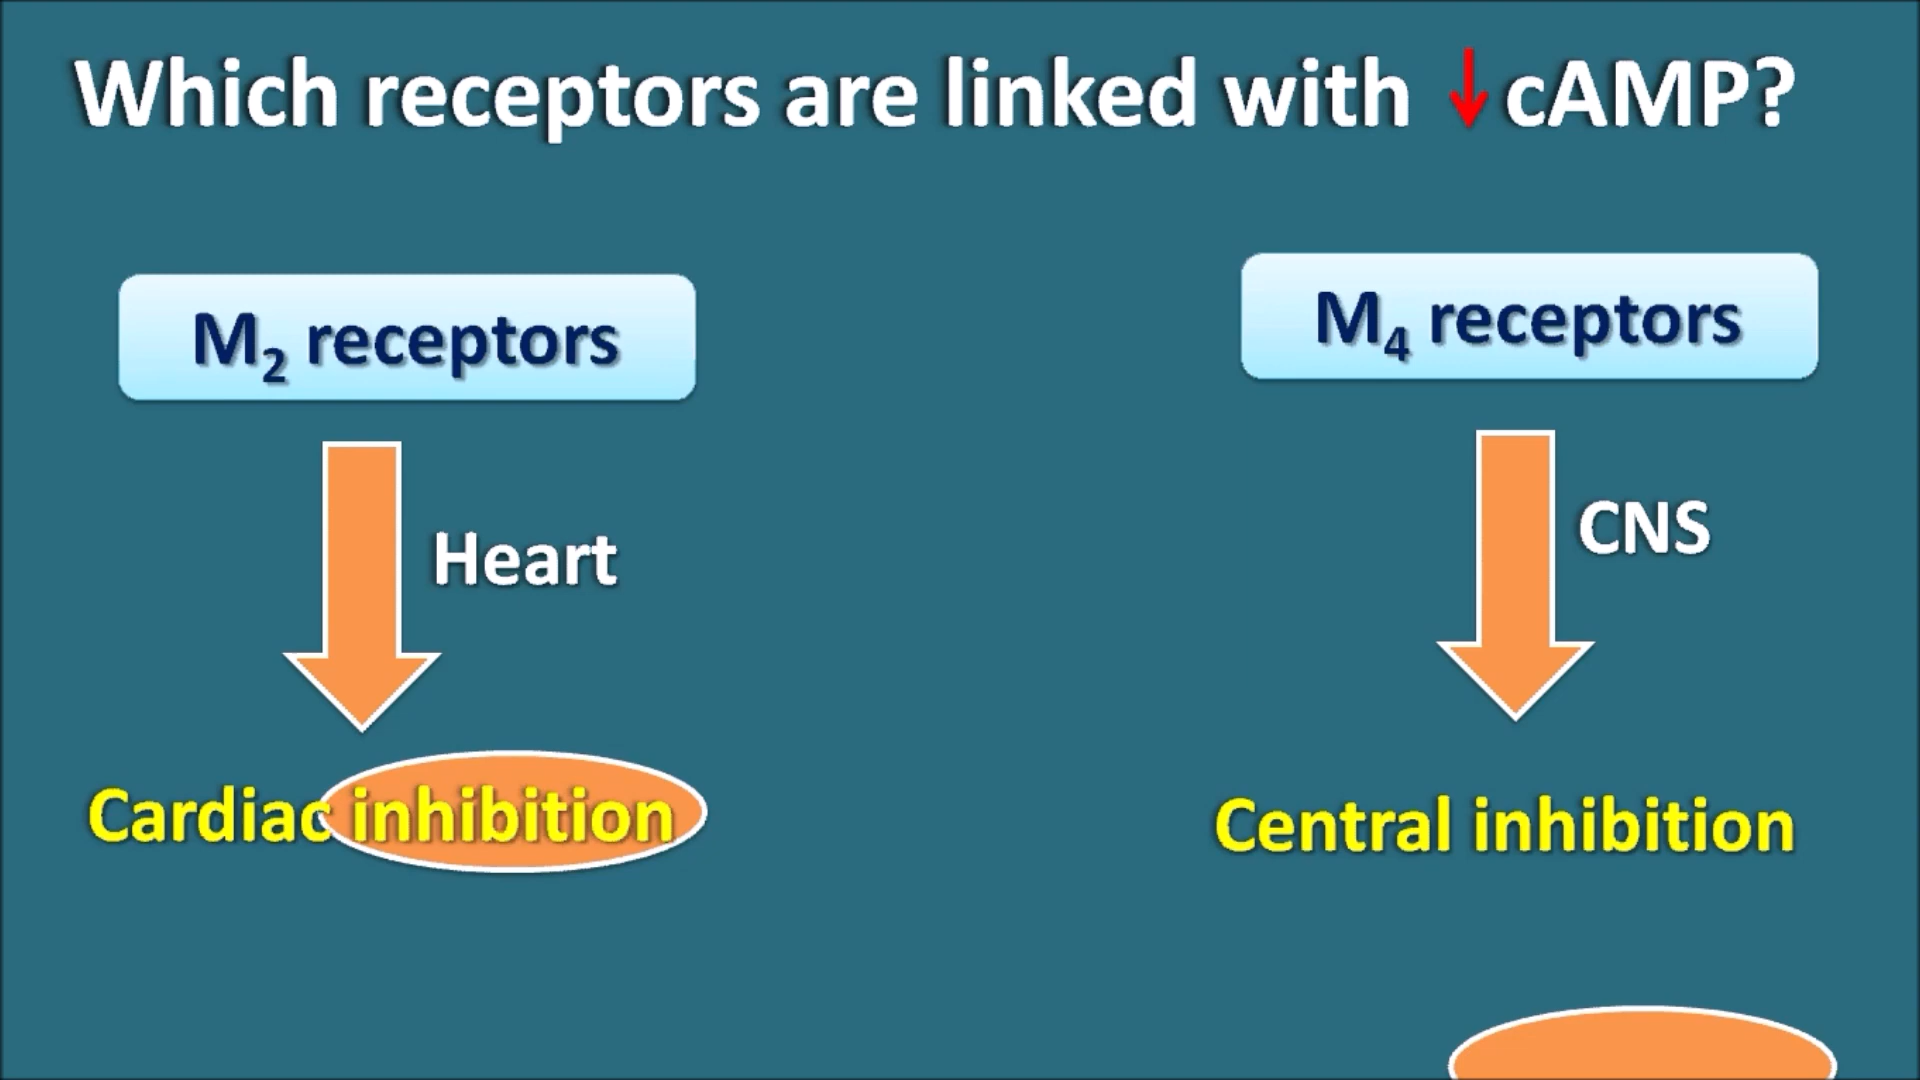 Which receptors are linked with ↓cAMP?
M₂ receptors
Heart
Cardiac inhibition
M₄ receptors
CNS
Central inhibition